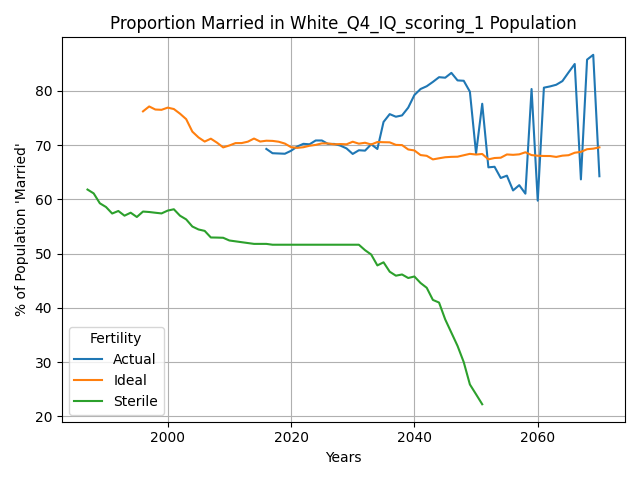 Proportion Married in White_Q4_IQ_scoring_1 Population
% of Population 'Married'
80
70
60
50
40
30
20
Fertility
Actual
Ideal
Sterile
2000
2020
2040
2060
Years